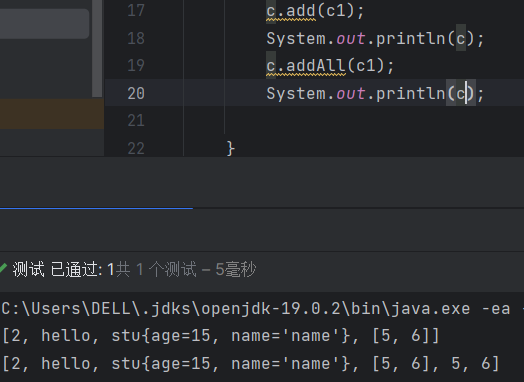 17 c.add(c1);
18 System.out.println(c);
19 c.addAll(c1);
20 System.out.println(c);
21
22 }
测试 已通过: 1共 1 个测试 – 5毫秒
C:\Users\DELL\.jdks\openjdk-19.0.2\bin\java.exe -ea
[2, hello, stu{age=15, name='name'}, [5, 6]]
[2, hello, stu{age=15, name='name'}, [5, 6], 5, 6]